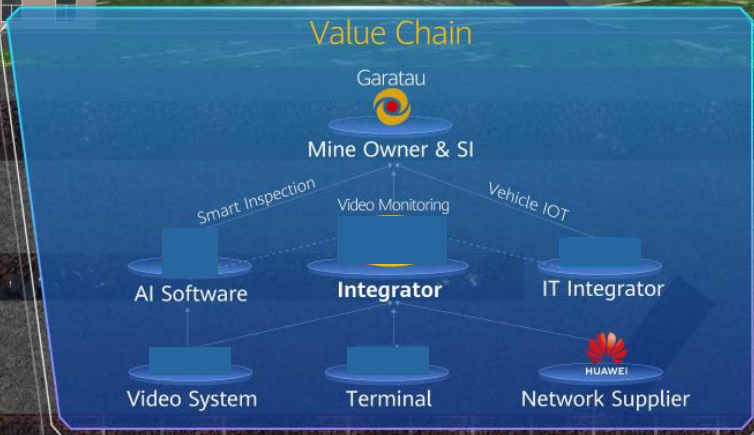 Value Chain
Garatau
Mine Owner & SI
Smart Inspection
Video Monitoring
Vehicle IOT
AI Software
Integrator
IT Integrator
HUAWEI
Video System
Terminal
Network Supplier